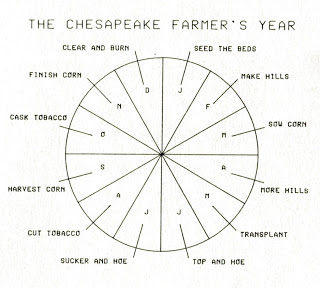 THE CHESAPEAKE FARMER'S YEAR
CLEAR AND BURN
SEED THE BEDS
FINISH CORN
MAKE HILLS
D
J
N
F
CASK TOBACCO
SOW CORN
O
M
S
A
HARVEST CORN
MORE HILLS
A
M
J
J
CUT TOBACCO
TRANSPLANT
SUCKER AND HOE
TOP AND HOE